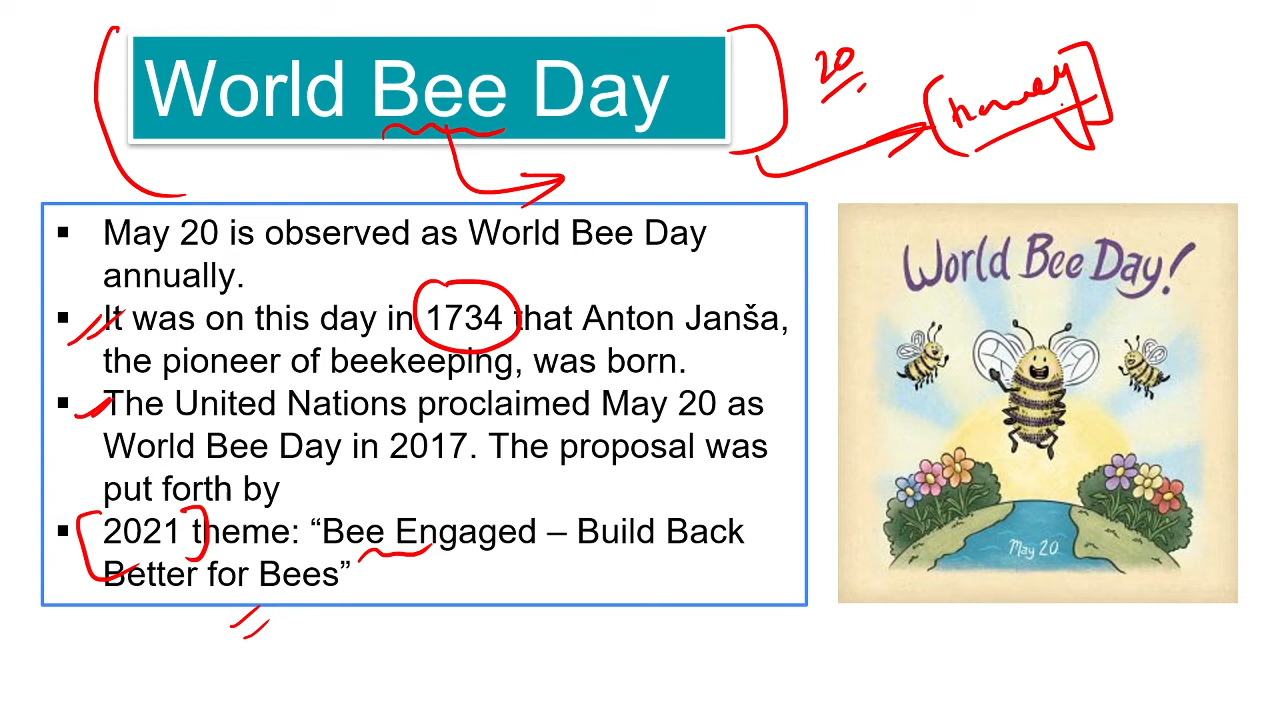 World Bee Day
20
honey
▪ May 20 is observed as World Bee Day
annually.
▪ It was on this day in 1734 that Anton Janša,
the pioneer of beekeeping, was born.
▪ The United Nations proclaimed May 20 as
World Bee Day in 2017. The proposal was
put forth by
▪ 2021 theme: “Bee Engaged – Build Back
Better for Bees”
World Bee Day!
May 20